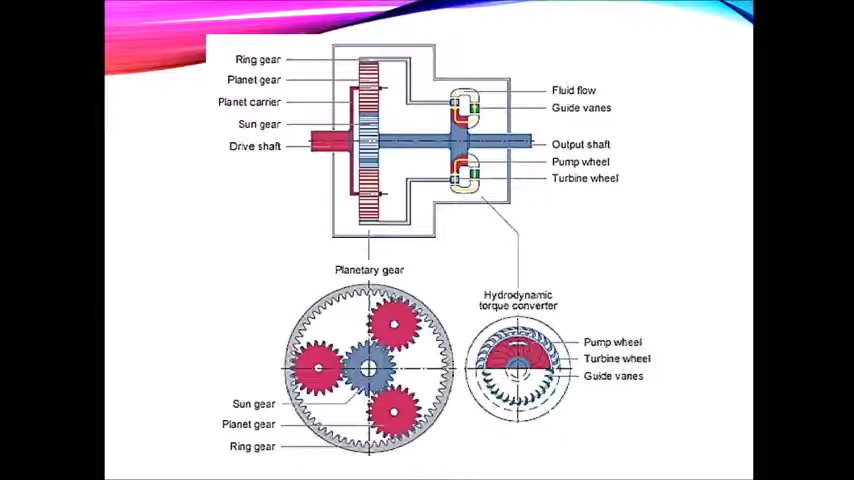 Ring gear
Planet gear
Planet carrier
Sun gear
Drive shaft
Fluid flow
Guide vanes
Output shaft
Pump wheel
Turbine wheel
Planetary gear
Hydrodynamic
torque converter
Sun gear
Planet gear
Ring gear
Pump wheel
Turbine wheel
Guide vanes